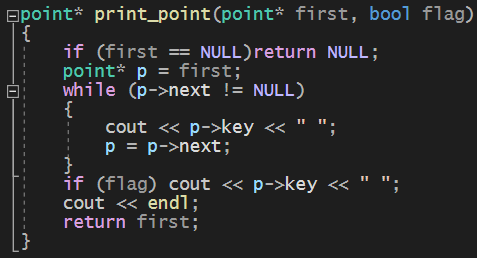 point* print_point(point* first, bool flag)
{
    if (first == NULL)return NULL;
    point* p = first;
    while (p->next != NULL)
    {
        cout << p->key << " ";
        p = p->next;
    }
    if (flag) cout << p->key << " ";
    cout << endl;
    return first;
}